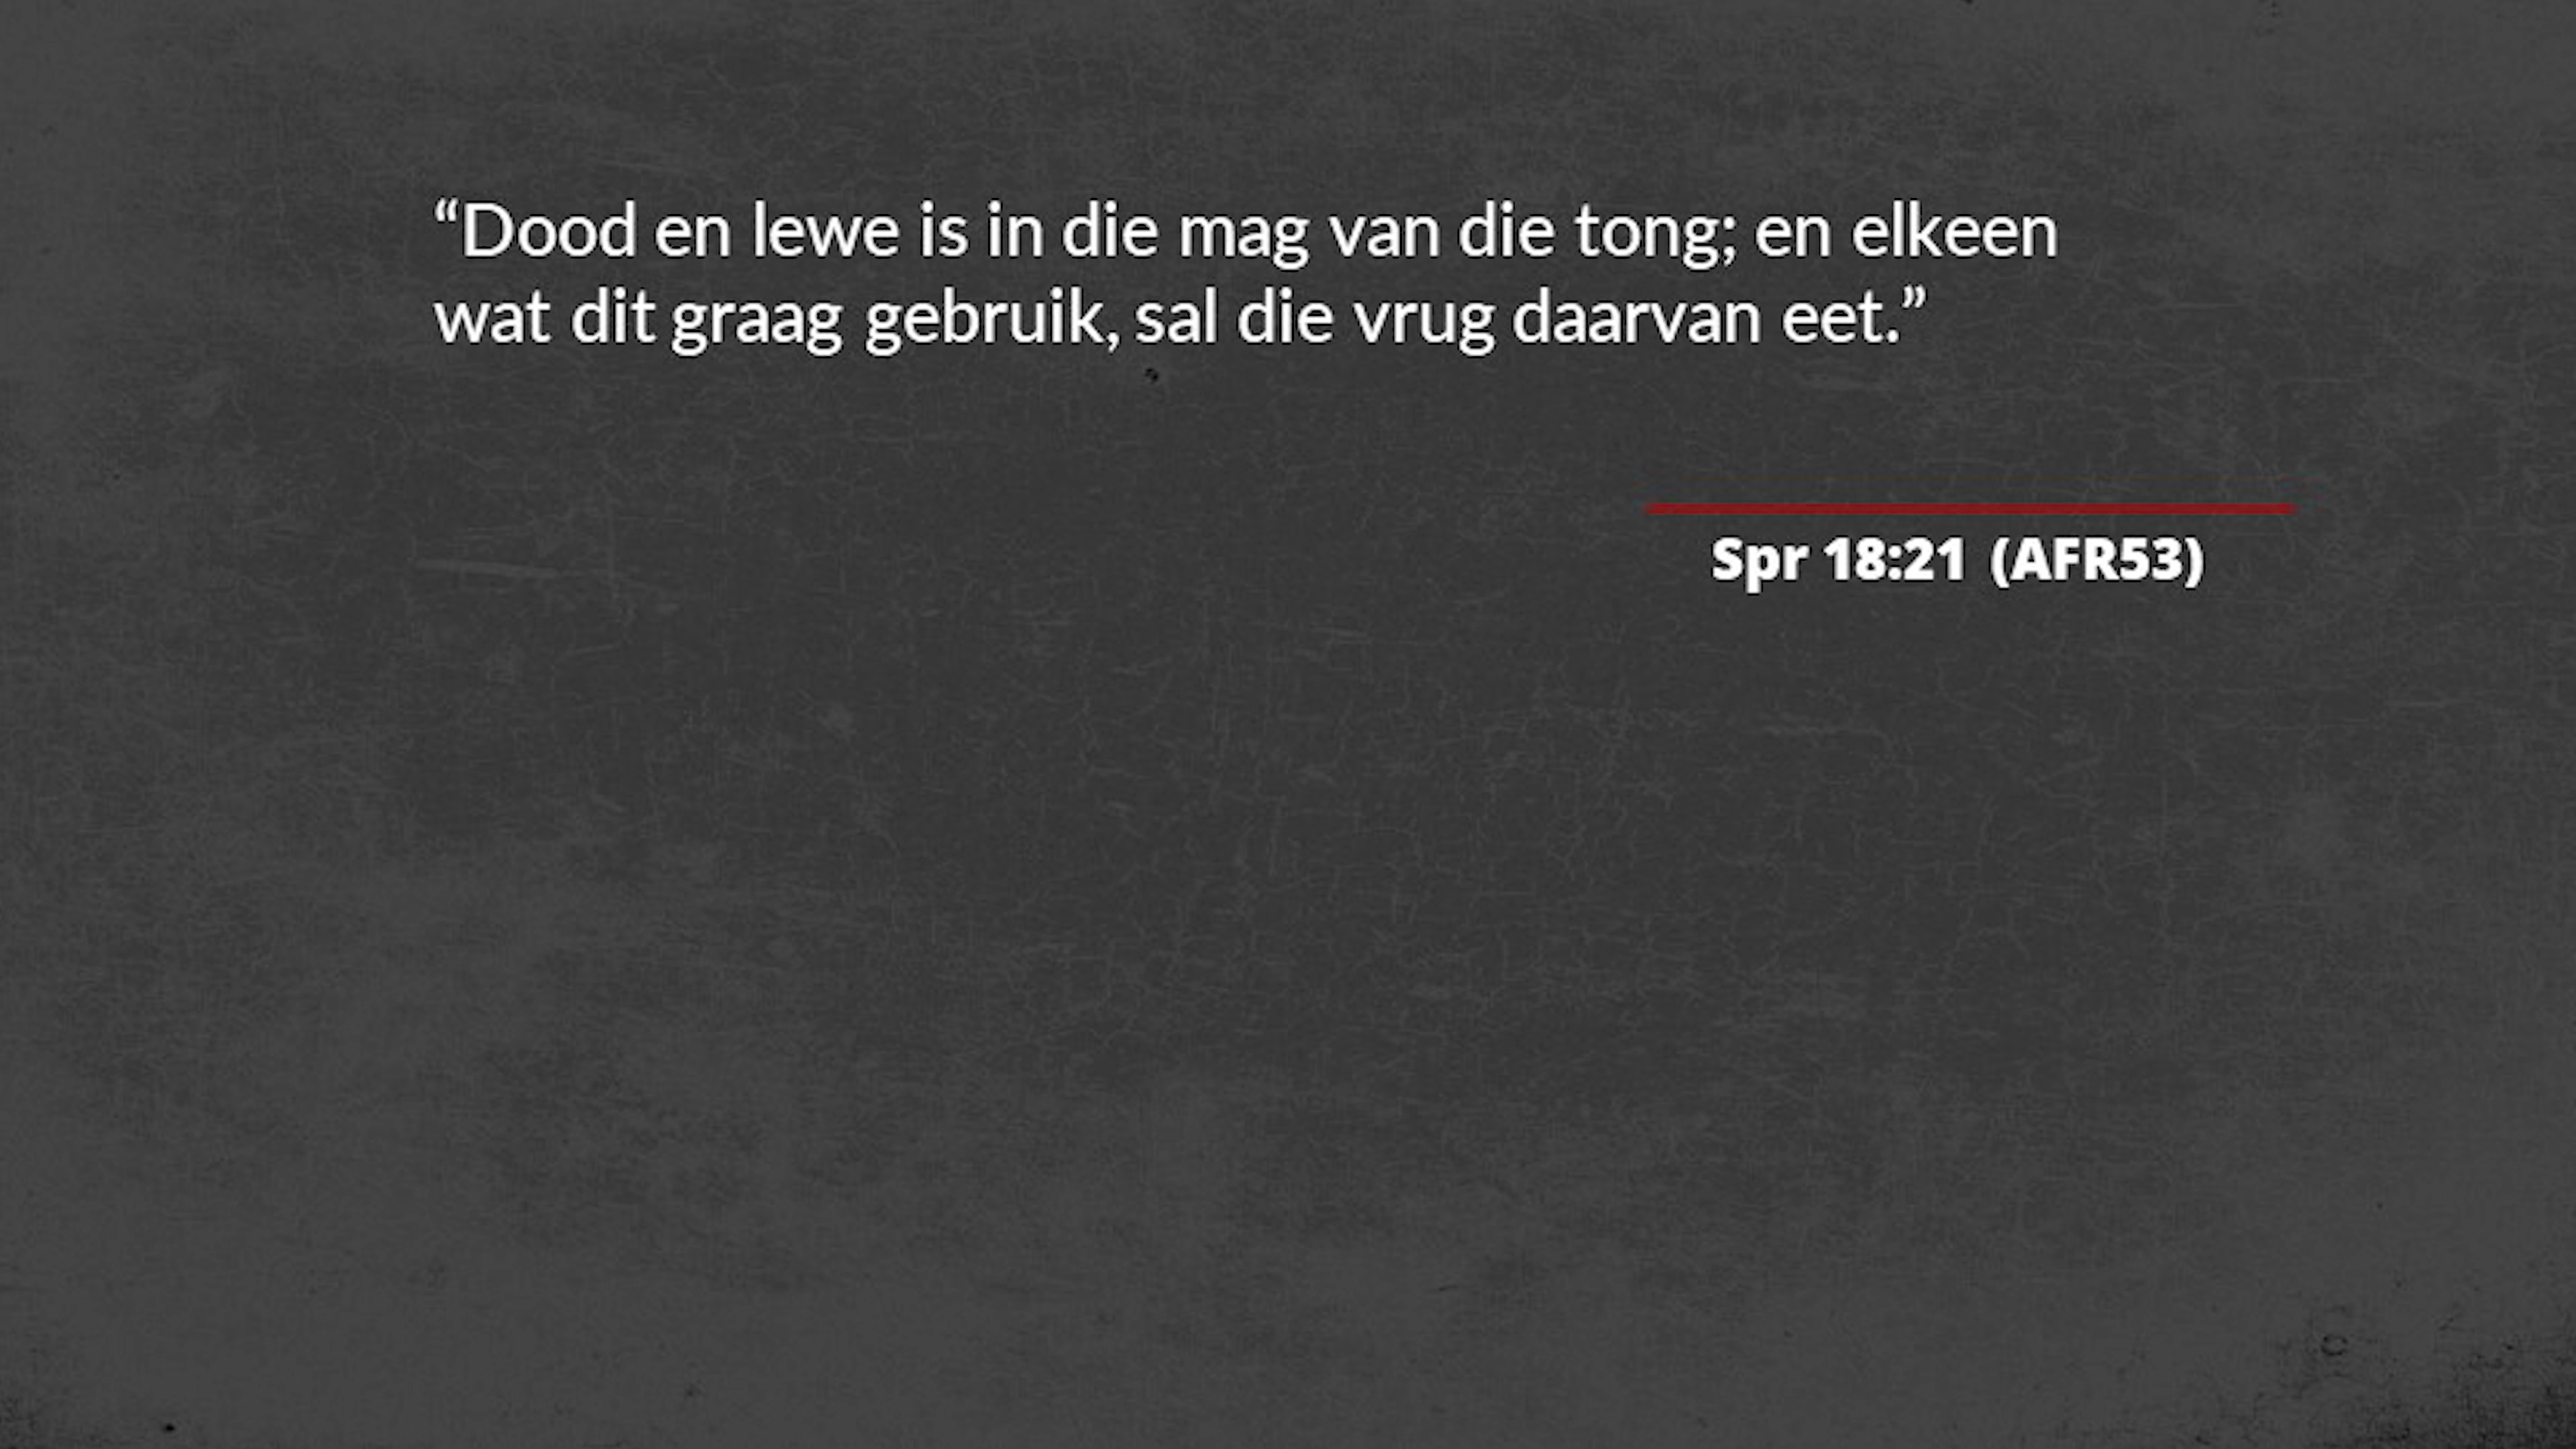 “Dood en lewe is in die mag van die tong; en elkeen
wat dit graag gebruik, sal die vrug daarvan eet.”
Spr 18:21 (AFR53)